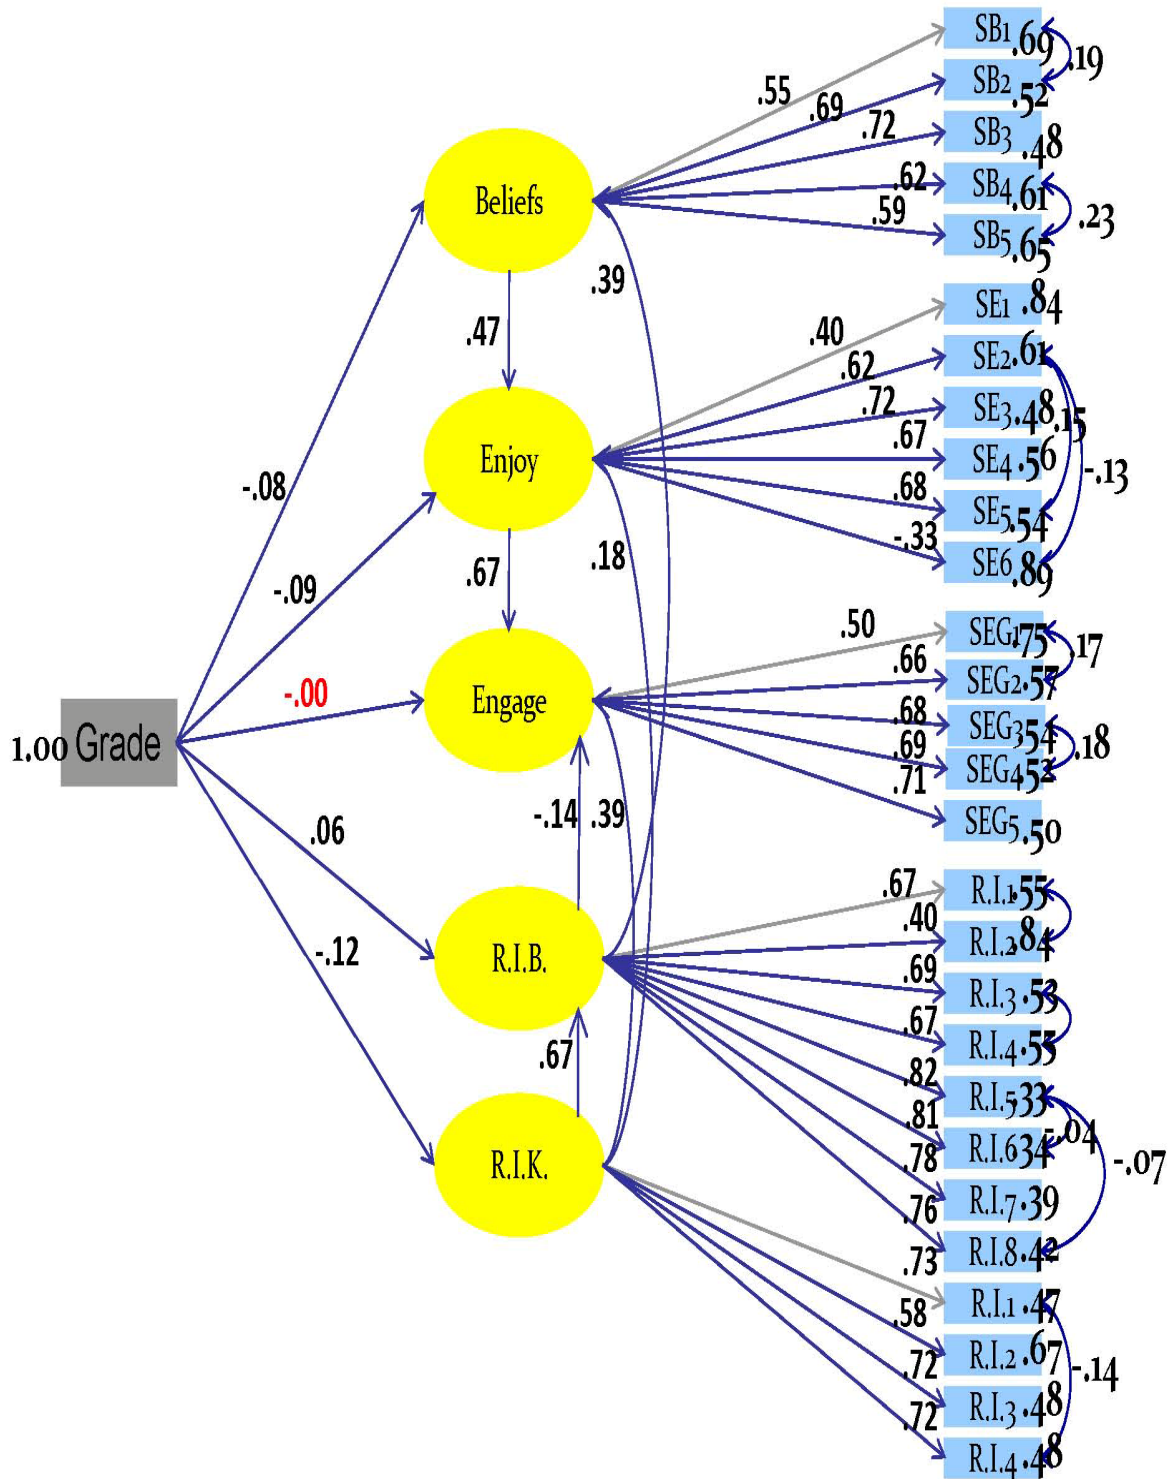 SB1 .69
.19
SB2 .52
SB3 .48
SB4 .61
.23
SB5 .65
.55
.69
.72
.62
.59
Beliefs
.39
.47
SE1 .84
SE2 .61
SE3 .48
.15
SE4 .56
-.13
SE5 .54
SE6 .89
.40
.62
.72
.67
.68
-.33
Enjoy
-.08
.18
.67
-.09
SEG1 .75
.17
SEG2 .57
SEG3 .54
.18
SEG4 .52
SEG5 .50
.50
.66
.68
.69
.71
Engage
-.00
1.00 Grade
-.14 .39
.06
-.12
R.I.1 .55
R.I.2 .84
R.I.3 .53
R.I.4 .55
R.I.5 .33
-.04
R.I.6 .34
-.07
R.I.7 .39
R.I.8 .42
.67
.40
.69
.67
.82
.81
.78
.76
R.I.B.
.67
R.I.K.
.73
.58
.72
.72
R.I.1 .47
R.I.2 .67
-.14
R.I.3 .48
R.I.4 .48